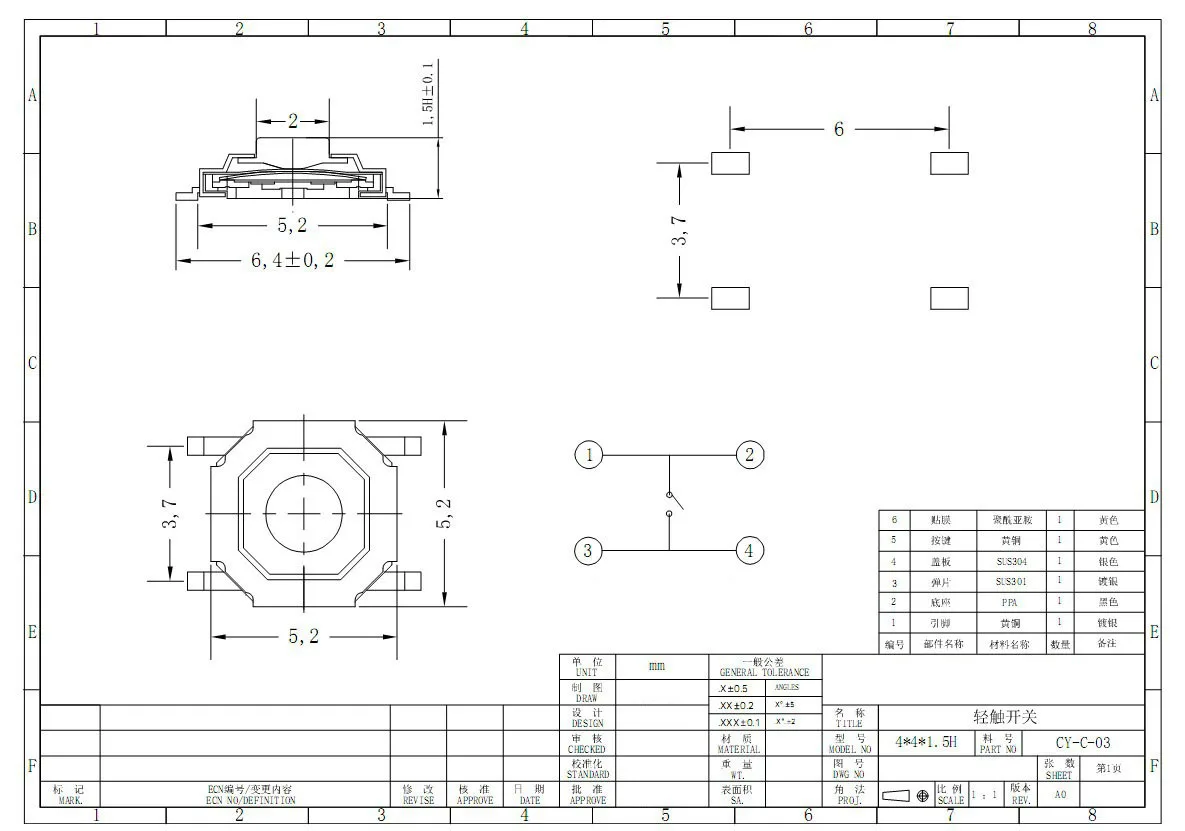 1 2 3 4 5 6 7 8
A A
B B
C C
D D
E E
F F
2
1,5H±0.1
5,2
6,4±0,2
6
3,7
3,7
5,2
5,2
1 2
3 4
6 贴膜 聚酰亚胺 1 黄色
5 按键 黄铜 1 黄色
4 盖板 SUS304 1 银色
3 弹片 SUS301 1 镀银
2 底座 PPA 1 黑色
1 引脚 黄铜 1 镀银
编号 部件名称 材料名称 数量 备注
单 位 mm 一般公差
UNIT GENERAL TOLERANCE
制 图 .X±0.5 ANGLES
DRAW
设 计 .XX±0.2 X°.±5
DESIGN .XXX±0.1 .X°.±2
名 称 轻触开关
TITLE
审 核 材 质 型 号 4*4*1.5H 料 号 CY-C-03
CHECKED MATERIAL MODEL NO PART NO
校准化 重 量 图 号 张 数 第1页
STANDARD WT. DWG NO SHEET
标 记 ECN编号/变更内容 修 改 核 准 日 期 批 准 表面积 角 法 比 例 1 : 1 版本 A0
MARK. ECN NO/DEFINITION REVISE APPROVE DATE APPROVE SA. PROJ. SCALE REV.
1 2 3 4 5 6 7 8